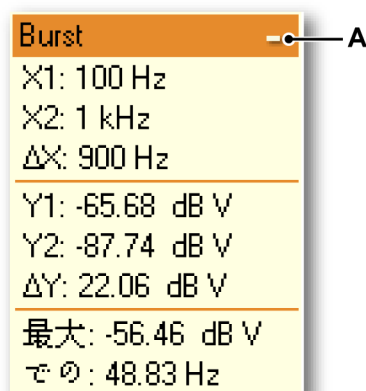 Burst
A
X1: 100 Hz
X2: 1 kHz
ΔX: 900 Hz
Y1: -65.68 dB V
Y2: -87.74 dB V
ΔY: 22.06 dB V
最大: -56.46 dB V
での: 48.83 Hz